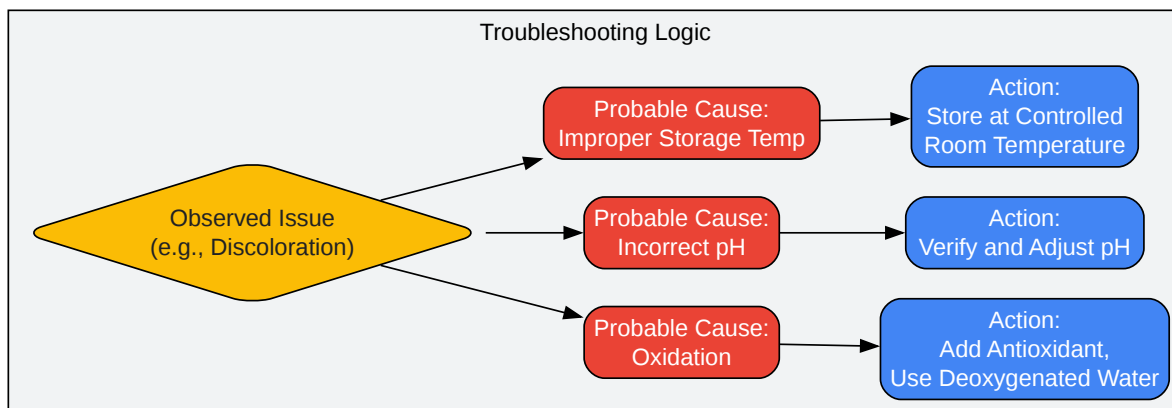 Troubleshooting Logic
Observed Issue
(e.g., Discoloration)
Probable Cause:
Improper Storage Temp
Action:
Store at Controlled
Room Temperature
Probable Cause:
Incorrect pH
Action:
Verify and Adjust pH
Probable Cause:
Oxidation
Action:
Add Antioxidant,
Use Deoxygenated Water